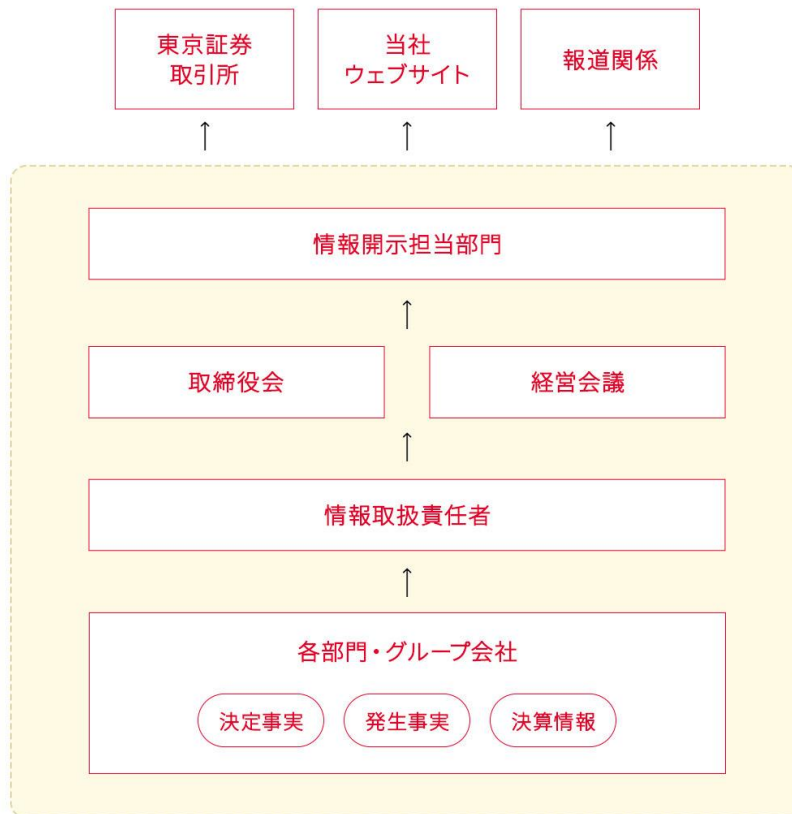 東京証券
取引所
当社
ウェブサイト
報道関係
情報開示担当部門
取締役会
経営会議
情報取扱責任者
各部門・グループ会社
決定事実
発生事実
決算情報